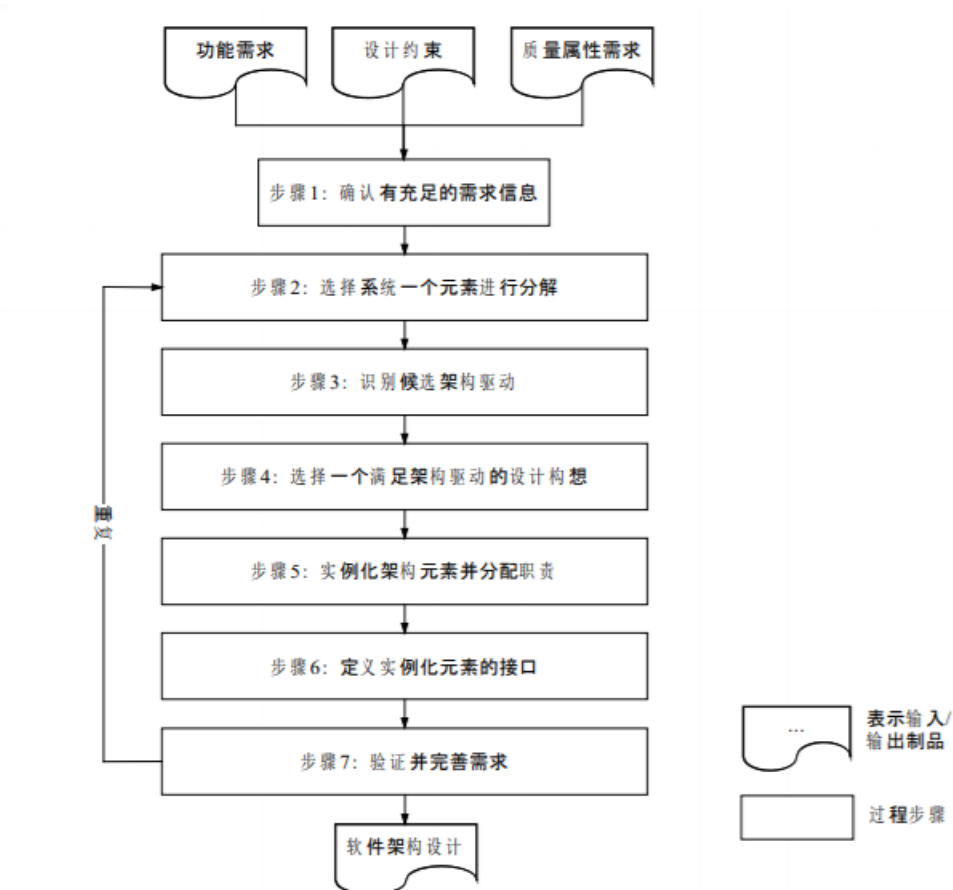 功能需求
设计约束
质量属性需求
步骤1：确认有充足的需求信息
步骤2：选择系统一个元素进行分解
步骤3：识别候选架构驱动
步骤4：选择一个满足架构驱动的设计构想
步骤5：实例化架构元素并分配职责
步骤6：定义实例化元素的接口
步骤7：验证并完善需求
重复
软件架构设计
...
表示输入/
输出制品
过程步骤